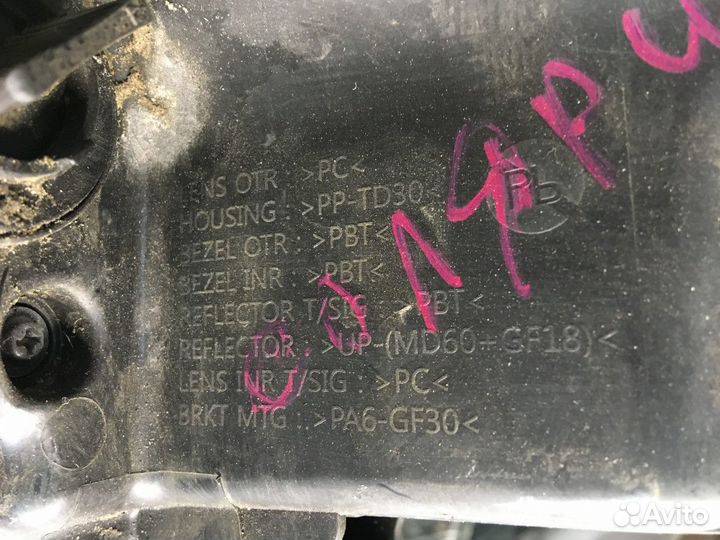 LENS OTR : >PC<
HOUSING : >PP-TD30<
BEZEL OTR : >PBT<
BEZEL INR : >PBT<
REFLECTOR T/SIG : >PBT<
REFLECTOR : >UP-(MD60+GF18)<
LENS INR T/SIG : >PC<
BRKT MTG : >PA6-GF30<
Pb
Avito